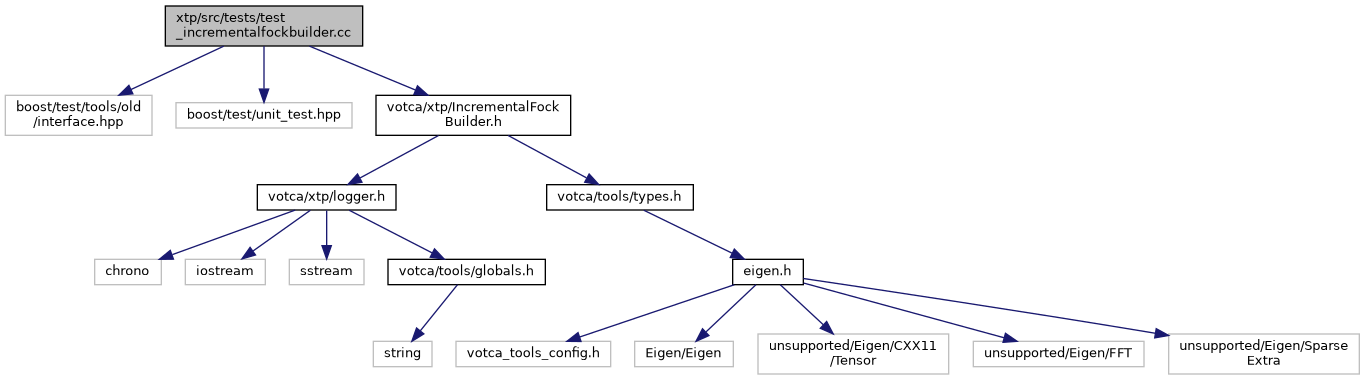 xtp/src/tests/test
_incrementalfockbuilder.cc
boost/test/tools/old
/interface.hpp
boost/test/unit_test.hpp
votca/xtp/IncrementalFock
Builder.h
votca/xtp/logger.h
votca/tools/types.h
chrono
iostream
sstream
votca/tools/globals.h
eigen.h
string
votca_tools_config.h
Eigen/Eigen
unsupported/Eigen/CXX11
/Tensor
unsupported/Eigen/FFT
unsupported/Eigen/Sparse
Extra